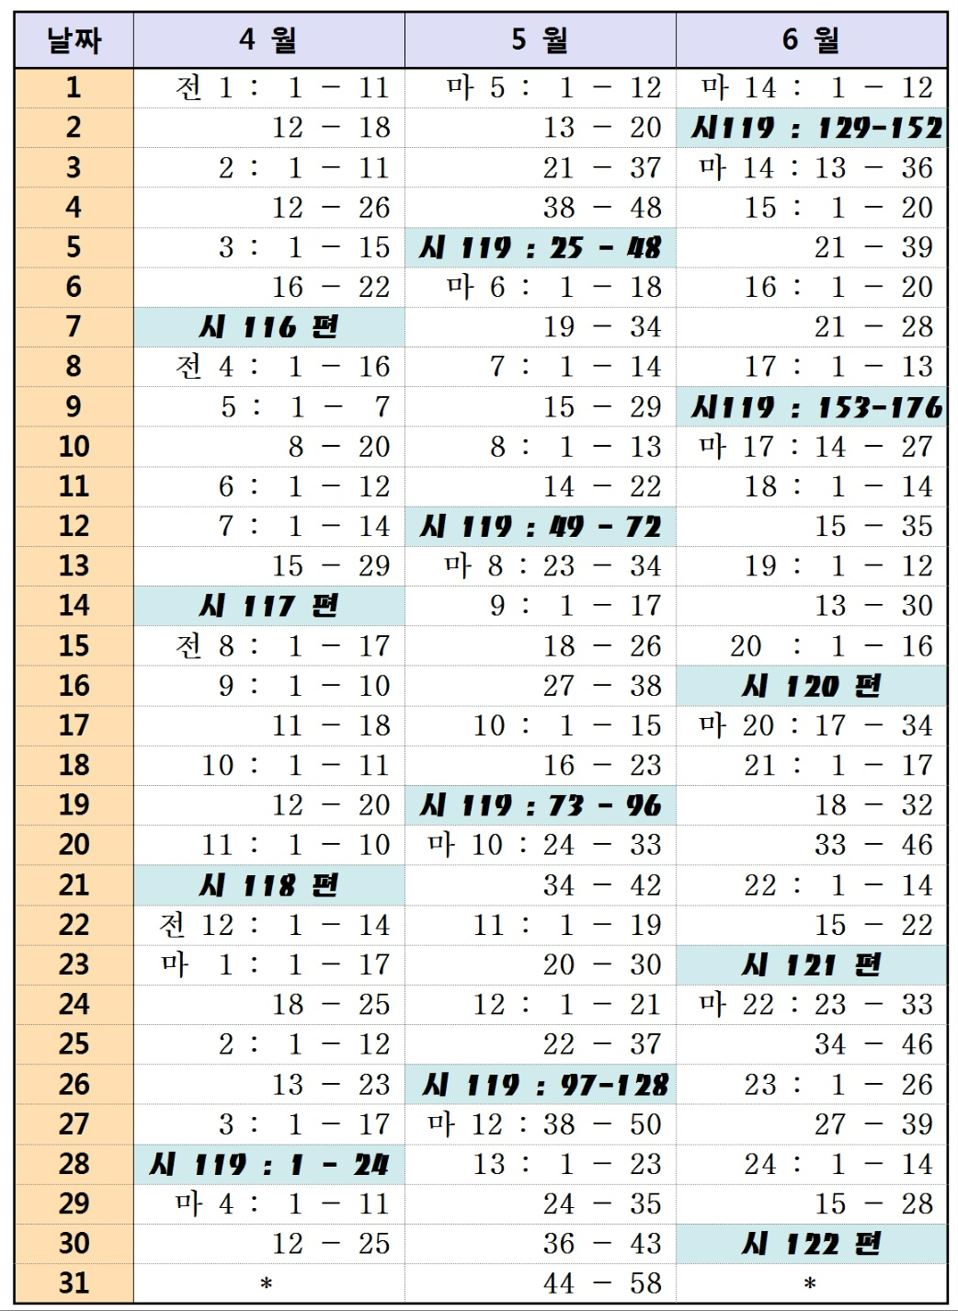 날짜 4 월 5 월 6 월
1 전 1 : 1 - 11 마 5 : 1 - 12 마 14 : 1 - 12
2 12 - 18 13 - 20 시119 : 129-152
3 2 : 1 - 11 21 - 37 마 14 : 13 - 36
4 12 - 26 38 - 48 15 : 1 - 20
5 3 : 1 - 15 시 119 : 25 - 48 21 - 39
6 16 - 22 마 6 : 1 - 18 16 : 1 - 20
7 시 116 편 19 - 34 21 - 28
8 전 4 : 1 - 16 7 : 1 - 14 17 : 1 - 13
9 5 : 1 - 7 15 - 29 시119 : 153-176
10 8 - 20 8 : 1 - 13 마 17 : 14 - 27
11 6 : 1 - 12 14 - 22 18 : 1 - 14
12 7 : 1 - 14 시 119 : 49 - 72 15 - 35
13 15 - 29 마 8 : 23 - 34 19 : 1 - 12
14 시 117 편 9 : 1 - 17 13 - 30
15 전 8 : 1 - 17 18 - 26 20 : 1 - 16
16 9 : 1 - 10 27 - 38 시 120 편
17 11 - 18 10 : 1 - 15 마 20 : 17 - 34
18 10 : 1 - 11 16 - 23 21 : 1 - 17
19 12 - 20 시 119 : 73 - 96 18 - 32
20 11 : 1 - 10 마 10 : 24 - 33 33 - 46
21 시 118 편 34 - 42 22 : 1 - 14
22 전 12 : 1 - 14 11 : 1 - 19 15 - 22
23 마 1 : 1 - 17 20 - 30 시 121 편
24 18 - 25 12 : 1 - 21 마 22 : 23 - 33
25 2 : 1 - 12 22 - 37 34 - 46
26 13 - 23 시 119 : 97-128 23 : 1 - 26
27 3 : 1 - 17 마 12 : 38 - 50 27 - 39
28 시 119 : 1 - 24 13 : 1 - 23 24 : 1 - 14
29 마 4 : 1 - 11 24 - 35 15 - 28
30 12 - 25 36 - 43 시 122 편
31 * 44 - 58 *